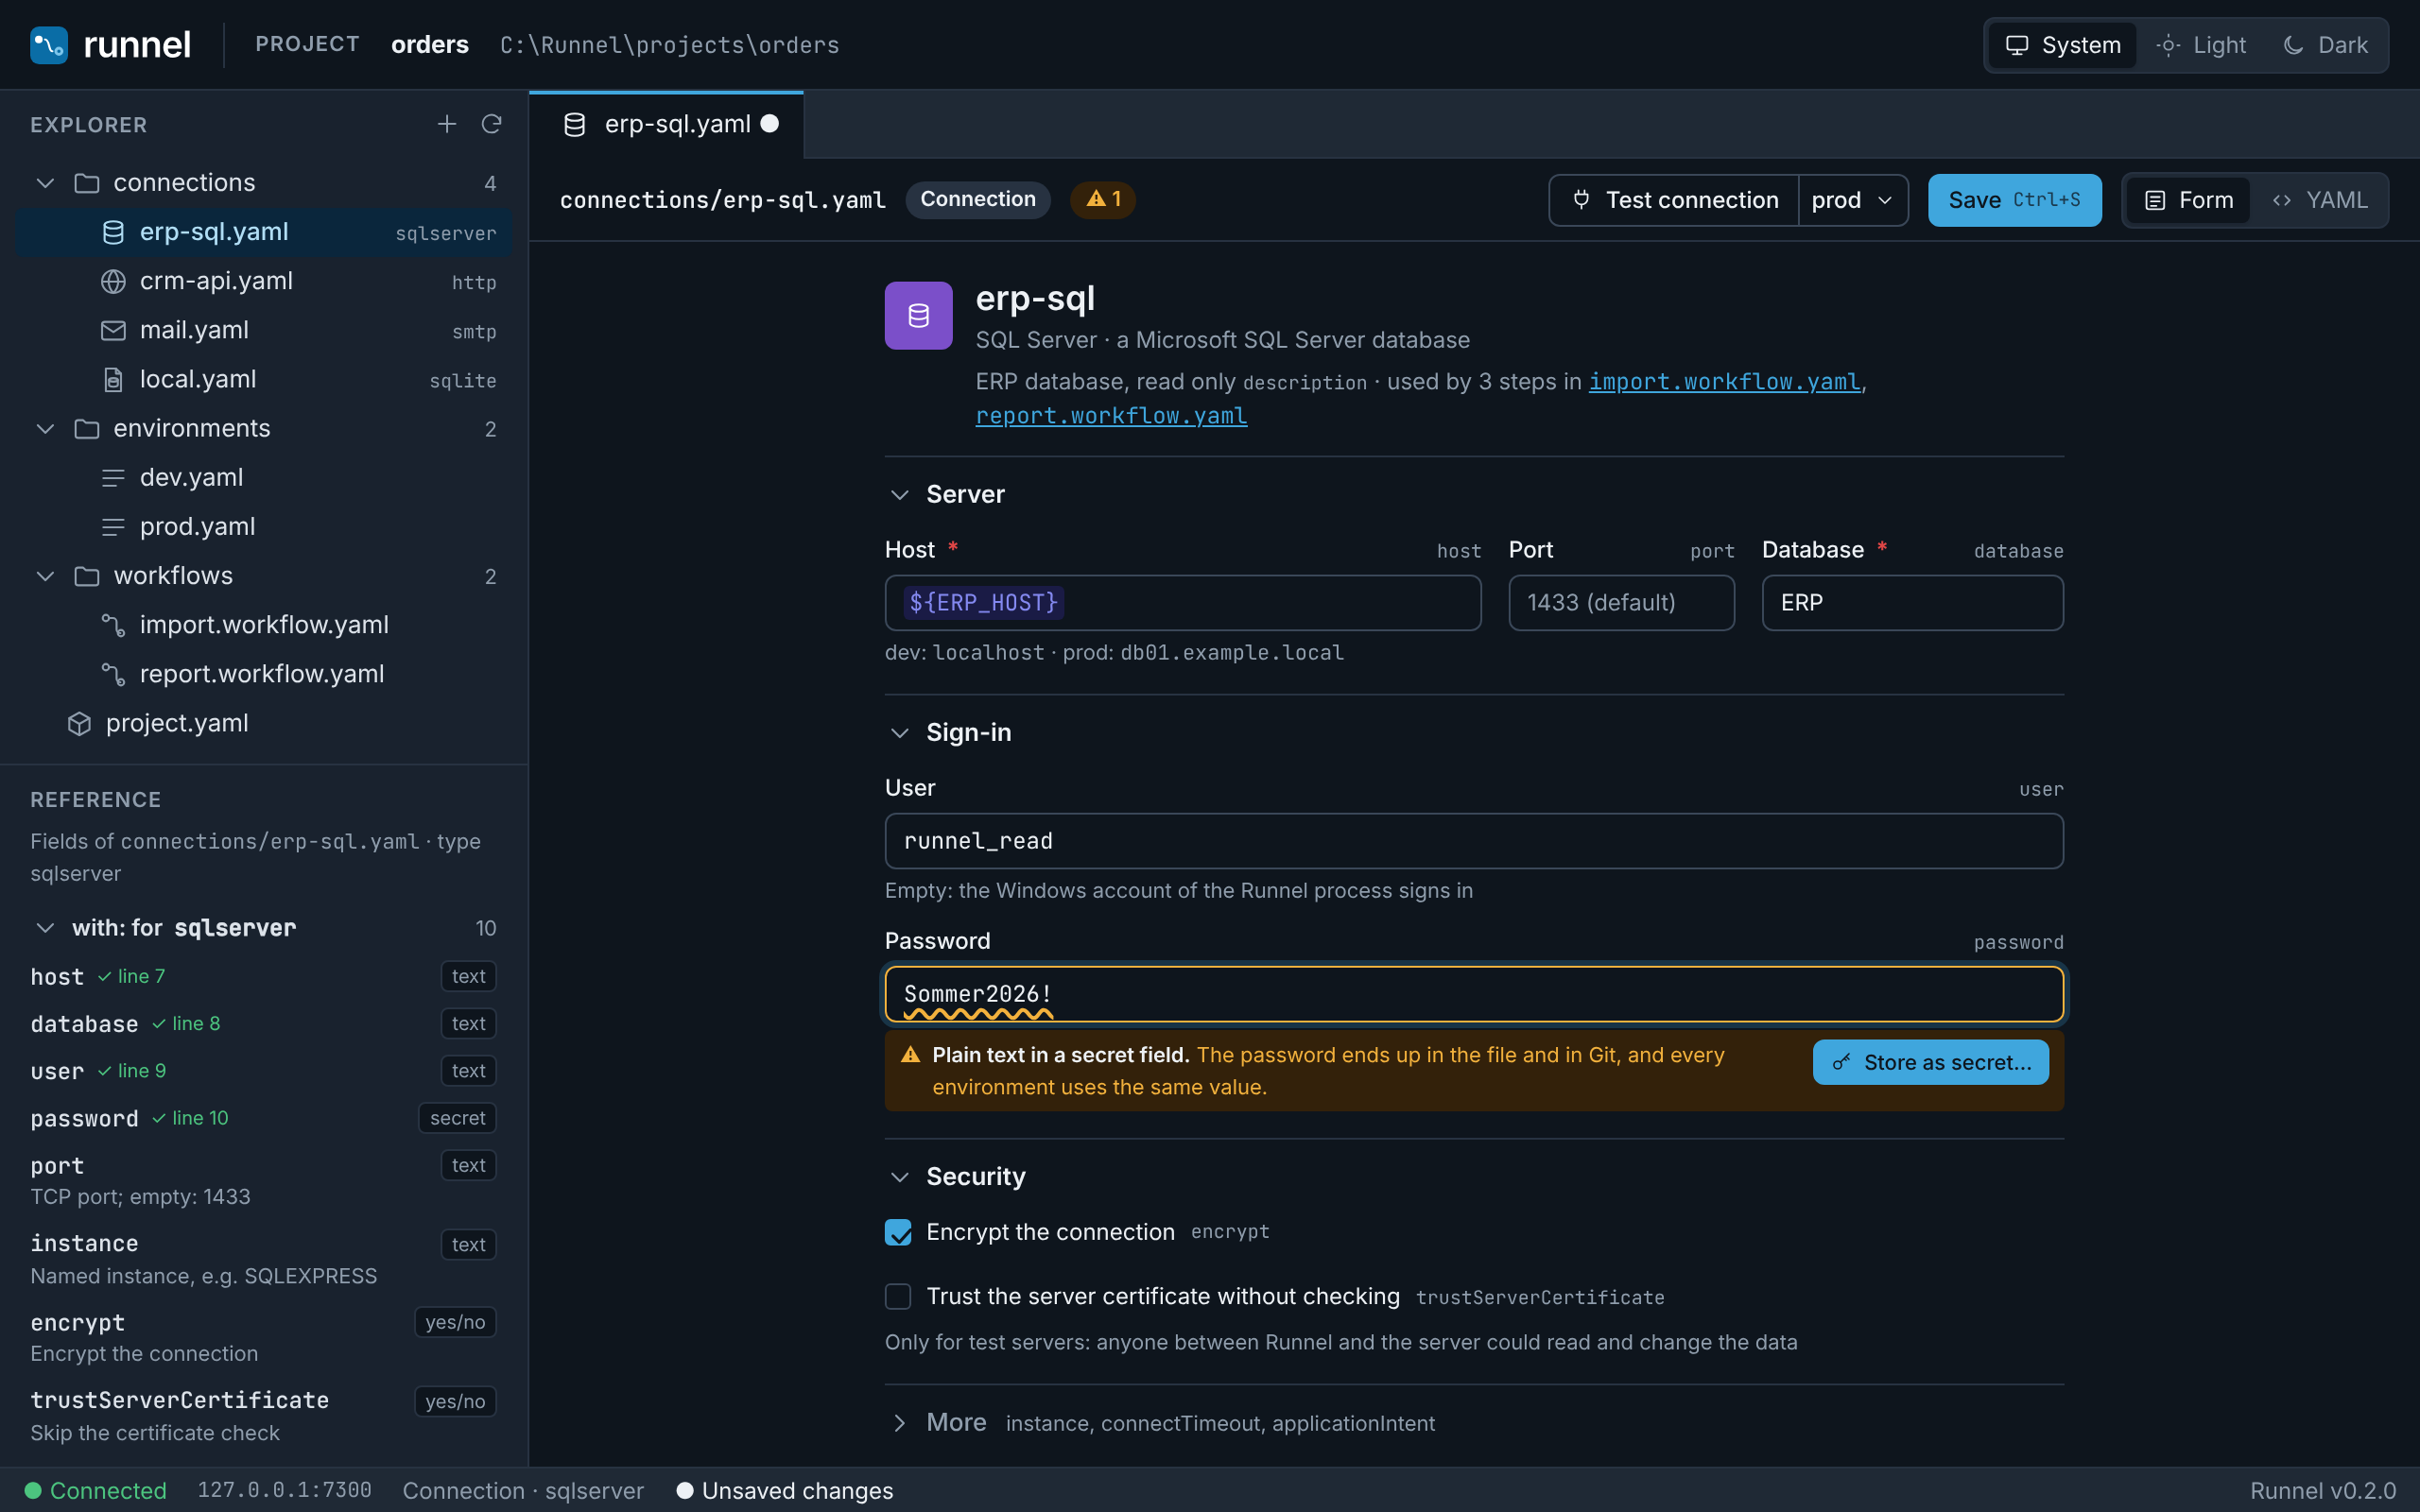 runnel PROJECT orders C:\Runnel\projects\orders System Light Dark
EXPLORER
connections 4
erp-sql.yaml sqlserver
crm-api.yaml http
mail.yaml smtp
local.yaml sqlite
environments 2
dev.yaml
prod.yaml
workflows 2
import.workflow.yaml
report.workflow.yaml
project.yaml
REFERENCE
Fields of connections/erp-sql.yaml · type
sqlserver
with: for sqlserver 10
host line 7 text
database line 8 text
user line 9 text
password line 10 secret
port text
TCP port; empty: 1433
instance text
Named instance, e.g. SQLEXPRESS
encrypt yes/no
Encrypt the connection
trustServerCertificate yes/no
Skip the certificate check
erp-sql.yaml
connections/erp-sql.yaml Connection 1 Test connection prod Save Ctrl+S Form YAML
erp-sql
SQL Server · a Microsoft SQL Server database
ERP database, read only description · used by 3 steps in import.workflow.yaml,
report.workflow.yaml
Server
Host * host Port port Database * database
${ERP_HOST} 1433 (default) ERP
dev: localhost · prod: db01.example.local
Sign-in
User user
runnel_read
Empty: the Windows account of the Runnel process signs in
Password password
Sommer2026!
Plain text in a secret field. The password ends up in the file and in Git, and every
environment uses the same value.
Store as secret...
Security
Encrypt the connection encrypt
Trust the server certificate without checking trustServerCertificate
Only for test servers: anyone between Runnel and the server could read and change the data
More instance, connectTimeout, applicationIntent
Connected 127.0.0.1:7300 Connection · sqlserver Unsaved changes Runnel v0.2.0